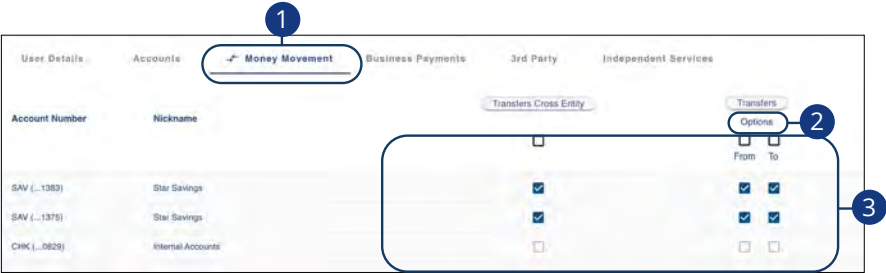 1
User Details Accounts Money Movement Business Payments 3rd Party Independent Services
Transfers Cross Entity Transfers
Account Number Nickname Options 2
From To
SAV (...1383) Star Savings
SAV (...1375) Star Savings
3
CHK (...0829) Internal Accounts